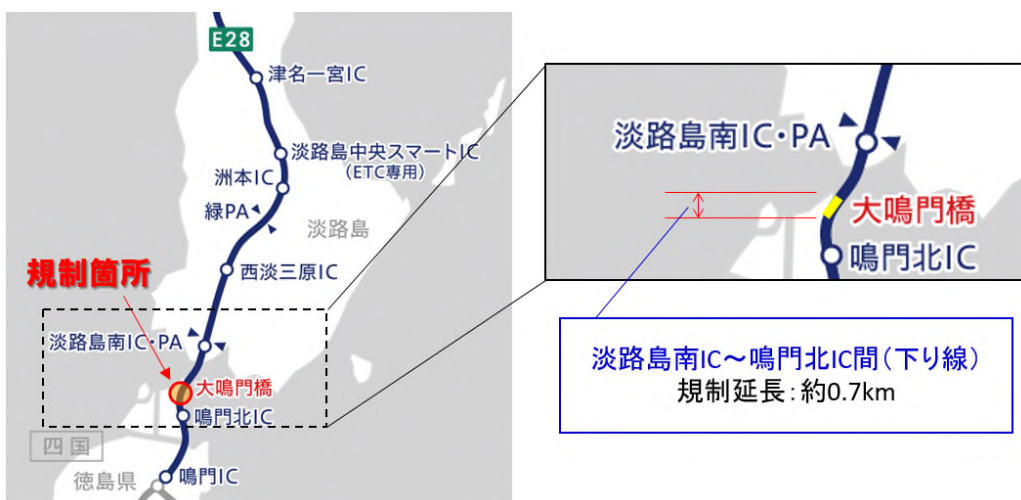 E28
津名一宮IC
淡路島中央スマートIC
(ETC専用)
洲本IC
緑PA
淡路島
西淡三原IC
規制箇所
淡路島南IC・PA
大鳴門橋
鳴門北IC
四国
徳島県
鳴門IC
淡路島南IC・PA
大鳴門橋
鳴門北IC
淡路島南IC～鳴門北IC間(下り線)
規制延長:約0.7km